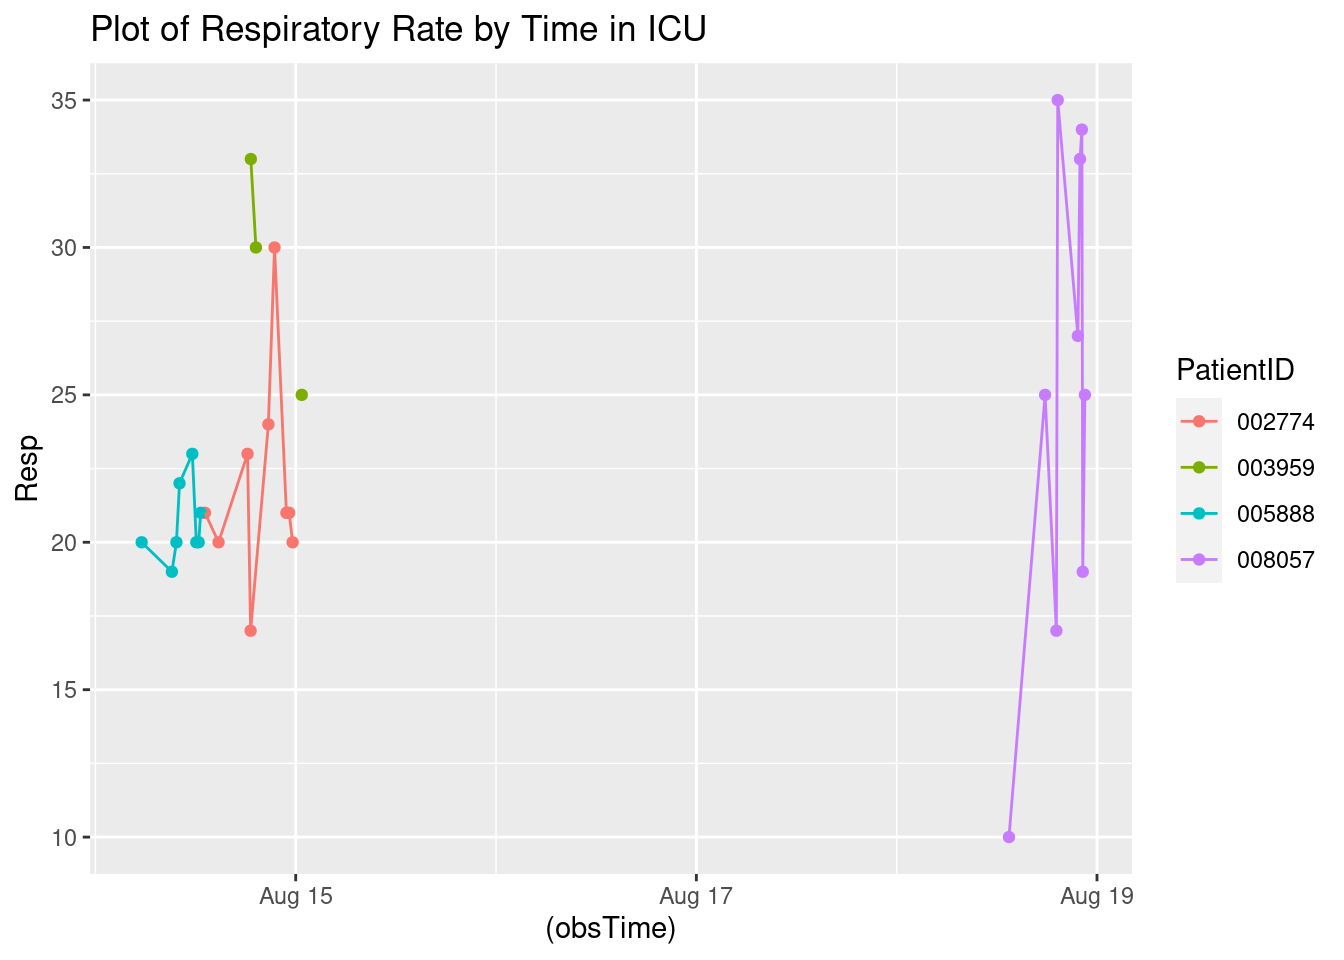 Plot of Respiratory Rate by Time in ICU
35
30
25
20
15
10
Resp
Aug 15
Aug 17
Aug 19
(obsTime)
PatientID
002774
003959
005888
008057